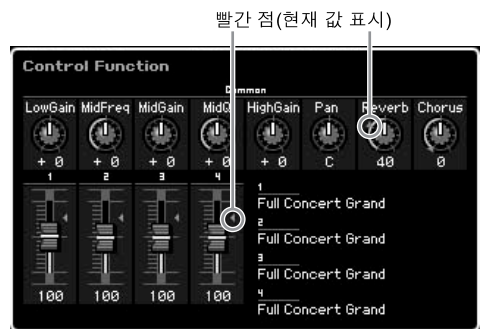 빨간 점(현재 값 표시)
Control Function
Common
LowGain MidFreq MidGain MidQ HighGain Pan Reverb Chorus
+ 0 + 0 + 0 C 40 0
1 2 3 4
1
Full Concert Grand
2
Full Concert Grand
3
Full Concert Grand
4
Full Concert Grand
100 100 100 100